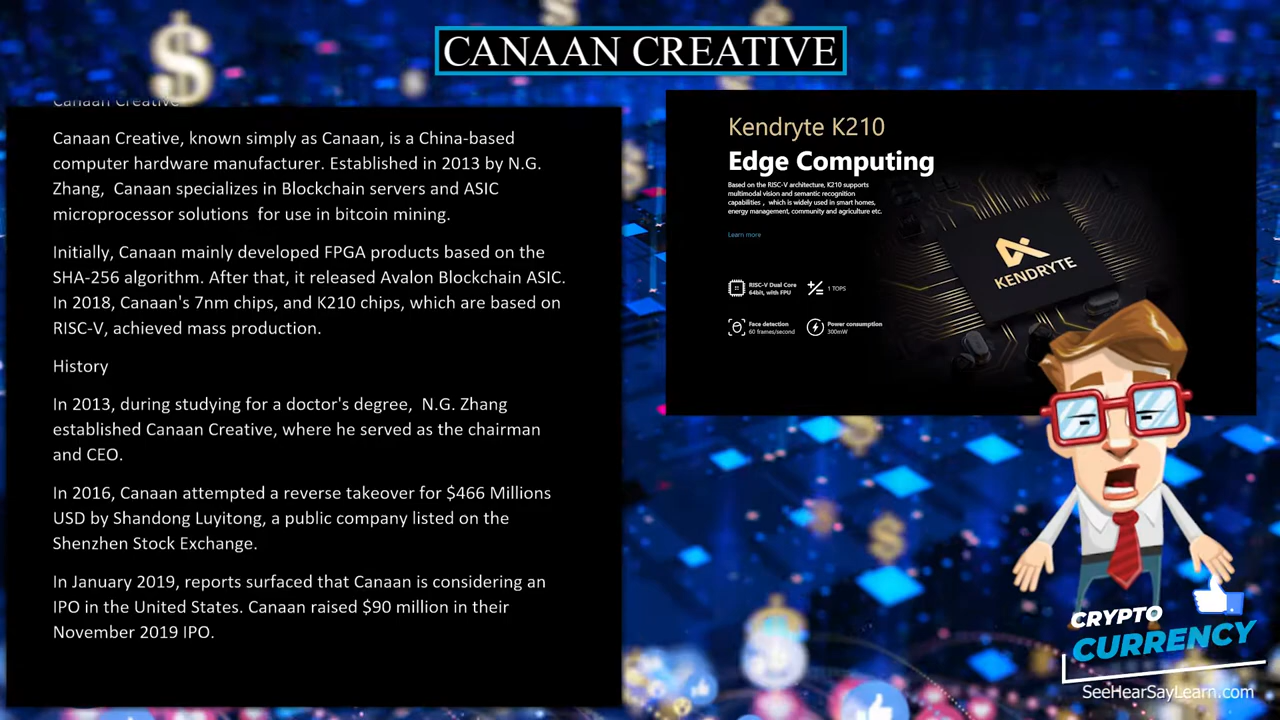 CANAAN CREATIVE
Canaan Creative
Canaan Creative, known simply as Canaan, is a China-based
computer hardware manufacturer. Established in 2013 by N.G.
Zhang,  Canaan specializes in Blockchain servers and ASIC
microprocessor solutions  for use in bitcoin mining.
Initially, Canaan mainly developed FPGA products based on the
SHA-256 algorithm. After that, it released Avalon Blockchain ASIC.
In 2018, Canaan's 7nm chips, and K210 chips, which are based on
RISC-V, achieved mass production.
History
In 2013, during studying for a doctor's degree,  N.G. Zhang
established Canaan Creative, where he served as the chairman
and CEO.
In 2016, Canaan attempted a reverse takeover for $466 Millions
USD by Shandong Luyitong, a public company listed on the
Shenzhen Stock Exchange.
In January 2019, reports surfaced that Canaan is considering an
IPO in the United States. Canaan raised $90 million in their
November 2019 IPO.
Kendryte K210
Edge Computing
Based on the RISC-V architecture, K210 supports
multimodal vision and semantic recognition
capabilities , which is widely used in smart homes,
energy management, community and agriculture etc.
Learn more
RISC-V Dual Core
64bit, with FPU
1 TOPS
Face detection
60 frames/second
Power consumption
300mW
KENDRYTE
CRYPTO
CURRENCY
SeeHearSayLearn.com